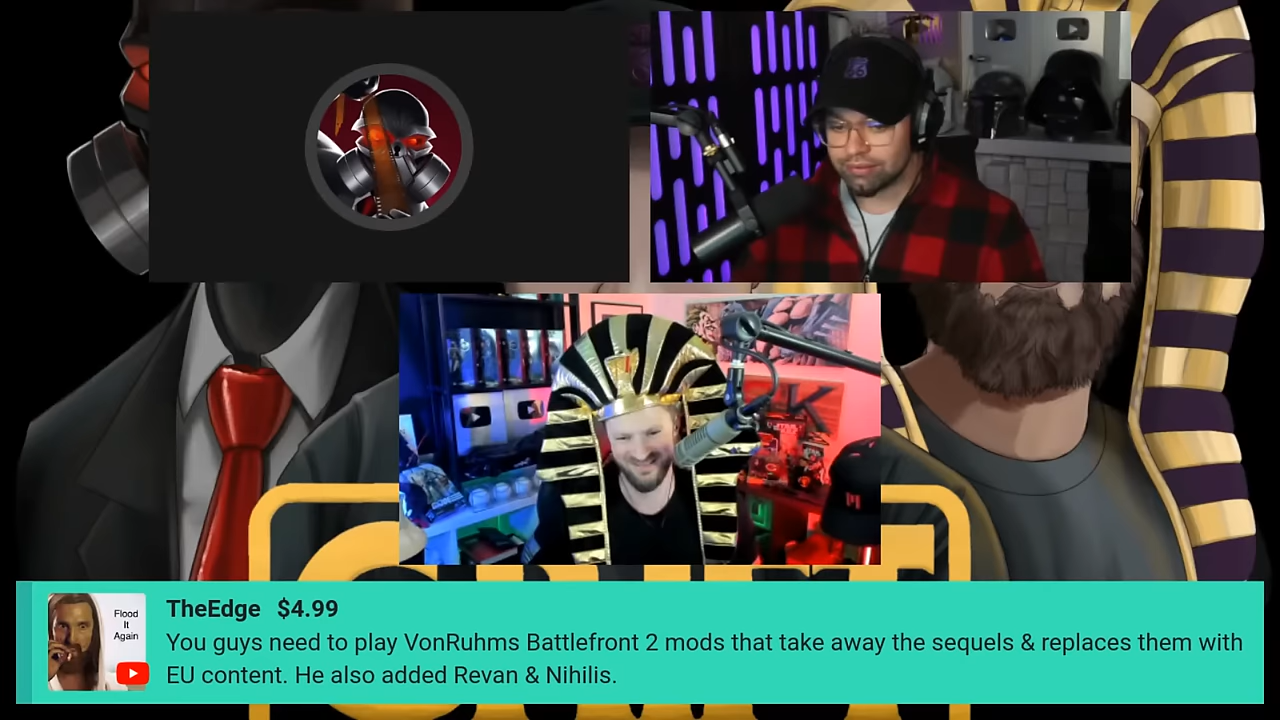 Flood
It
Again
TheEdge $4.99
You guys need to play VonRuhms Battlefront 2 mods that take away the sequels & replaces them with
EU content. He also added Revan & Nihilis.